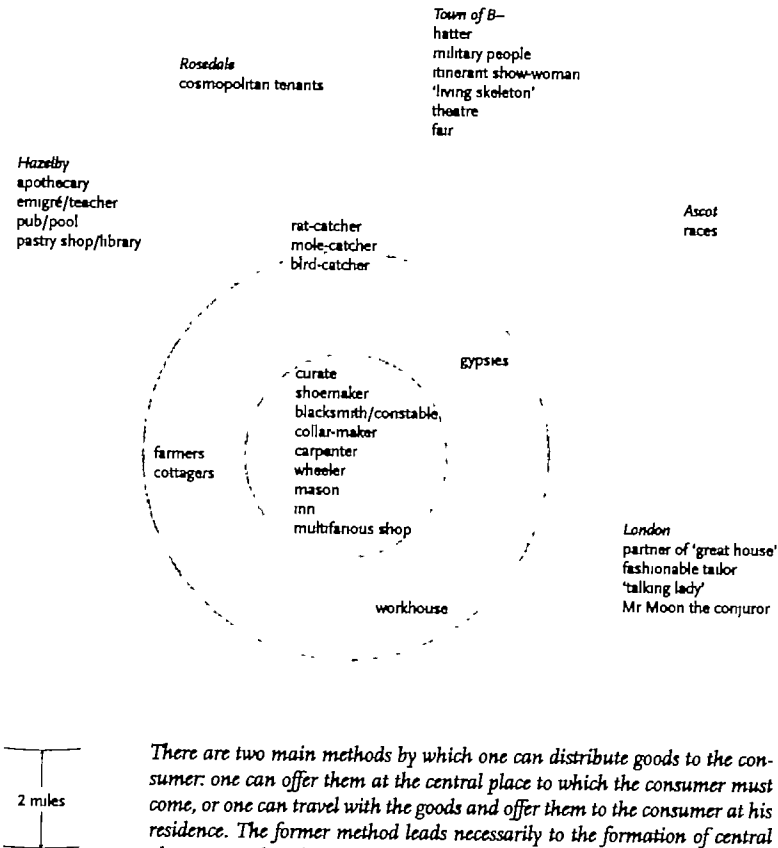 Town of B–
hatter
military people
itinerant show-woman
'living skeleton'
theatre
fair
Rosedale
cosmopolitan tenants
Hazelby
apothecary
emigré/teacher
pub/pool
pastry shop/library
Ascot
races
rat-catcher
mole-catcher
bird-catcher
gypsies
curate
shoemaker
blacksmith/constable
collar-maker
carpenter
wheeler
mason
inn
multifarious shop
farmers
cottagers
London
partner of 'great house'
fashionable tailor
'talking lady'
Mr Moon the conjuror
workhouse
2 miles
There are two main methods by which one can distribute goods to the con-
sumer: one can offer them at the central place to which the consumer must
come, or one can travel with the goods and offer them to the consumer at his
residence. The former method leads necessarily to the formation of central